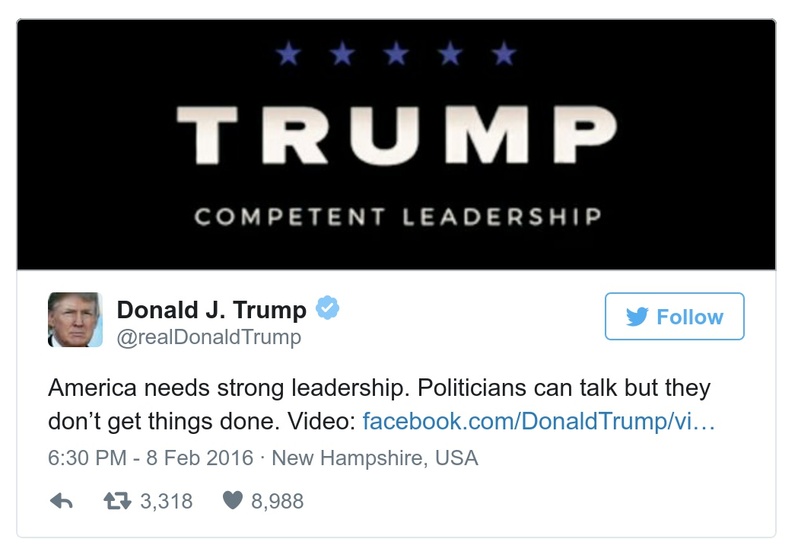 TRUMP
COMPETENT LEADERSHIP
Donald J. Trump
@realDonaldTrump
Follow
America needs strong leadership. Politicians can talk but they
don’t get things done. Video: facebook.com/DonaldTrump/vi…
6:30 PM - 8 Feb 2016 · New Hampshire, USA
3,318 8,988